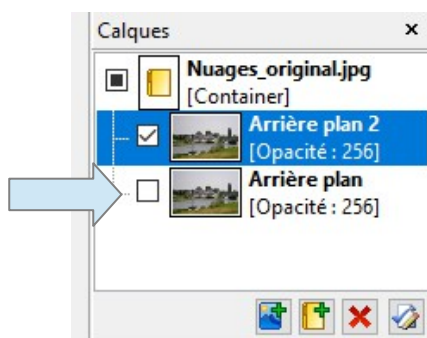 Calques
Nuages_original.jpg
[Container]
Arrière plan 2
[Opacité : 256]
Arrière plan
[Opacité : 256]